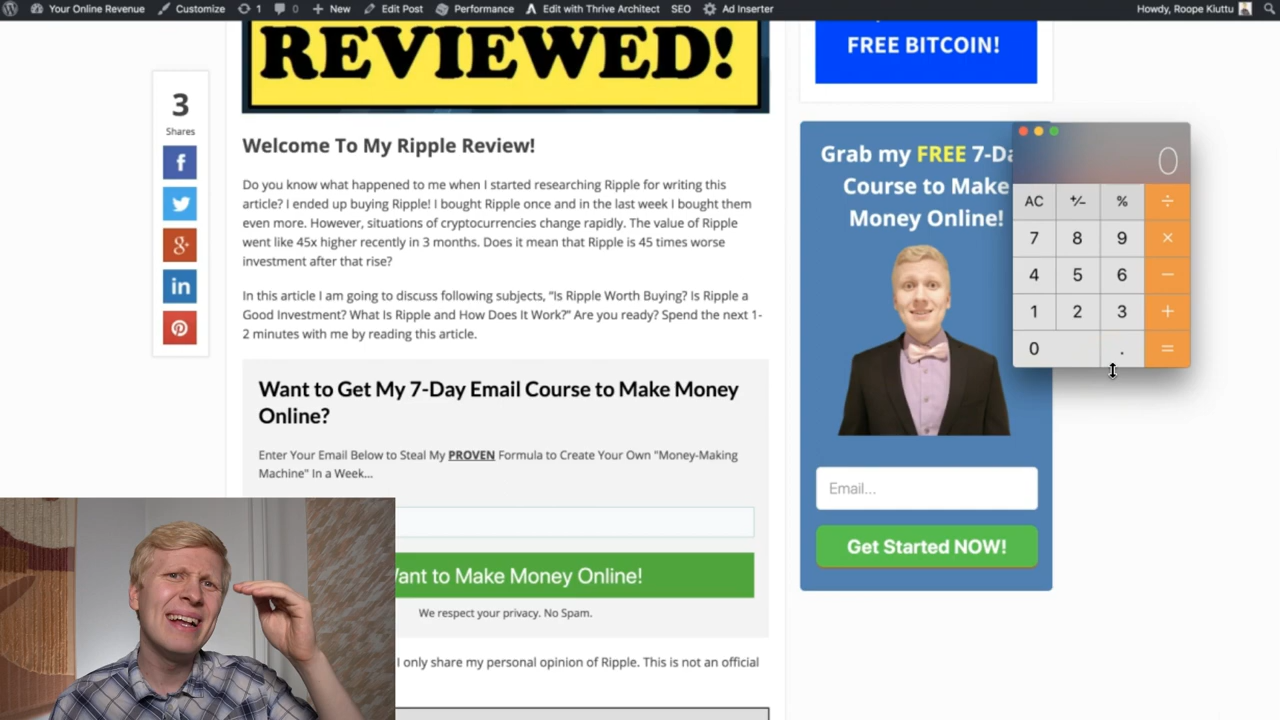 Your Online Revenue Customize 1 0 New Edit Post Performance Edit with Thrive Architect SEO Ad Inserter Howdy, Roope Kiuttu
REVIEWED!
FREE BITCOIN!
3
Shares
Welcome To My Ripple Review!
Do you know what happened to me when I started researching Ripple for writing this
article? I ended up buying Ripple! I bought Ripple once and in the last week I bought them
even more. However, situations of cryptocurrencies change rapidly. The value of Ripple
went like 45x higher recently in 3 months. Does it mean that Ripple is 45 times worse
investment after that rise?
In this article I am going to discuss following subjects, “Is Ripple Worth Buying? Is Ripple a
Good Investment? What Is Ripple and How Does It Work?” Are you ready? Spend the next 1-
2 minutes with me by reading this article.
Want to Get My 7-Day Email Course to Make Money
Online?
Enter Your Email Below to Steal My PROVEN Formula to Create Your Own "Money-Making
Machine" In a Week...
Want to Make Money Online!
We respect your privacy. No Spam.
I only share my personal opinion of Ripple. This is not an official
Grab my FREE 7-Da
Course to Make
Money Online!
Email...
Get Started NOW!
0
AC +/- % ÷
7 8 9 ×
4 5 6 −
1 2 3 +
0 . =